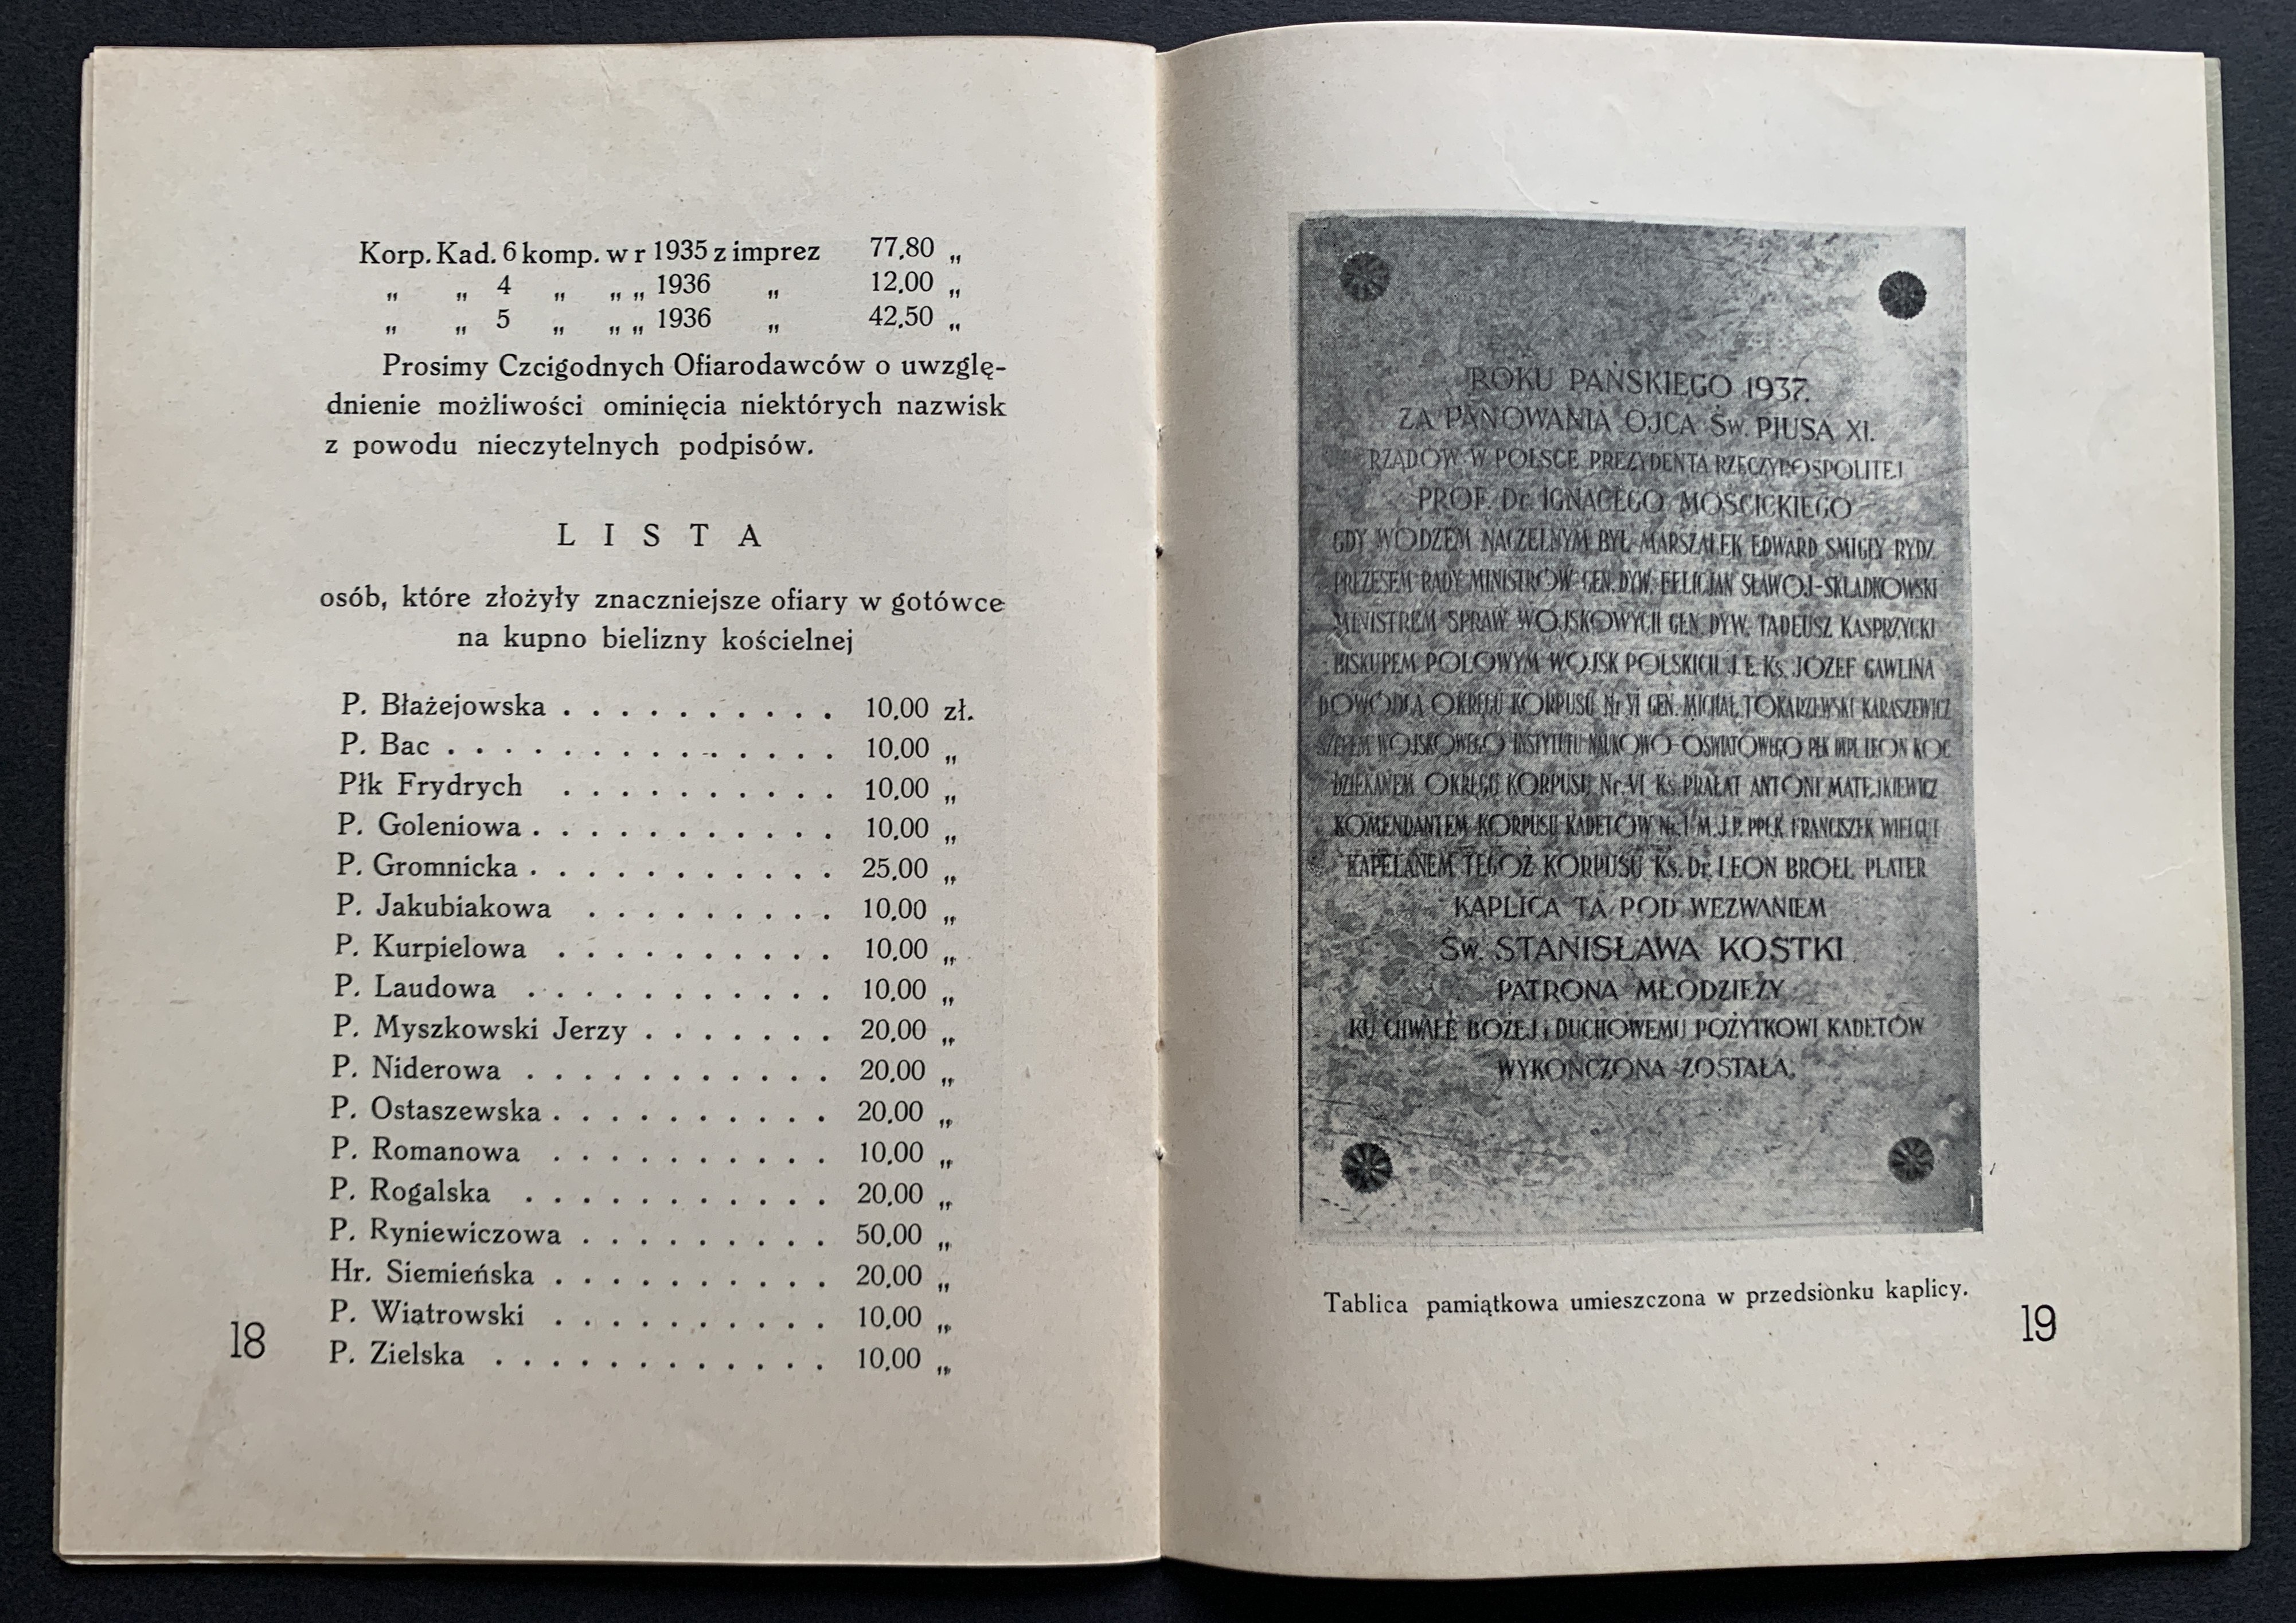 Korp. Kad. 6 komp. w r 1935 z imprez 77.80 „
„ „ 4 „ „ „ 1936 „ 12.00 „
„ „ 5 „ „ „ 1936 „ 42.50 „
Prosimy Czcigodnych Ofiarodawców o uwzglę-
dnienie możliwości ominięcia niektórych nazwisk
z powodu nieczytelnych podpisów.
LISTA
osób, które złożyły znaczniejsze ofiary w gotówce
na kupno bielizny kościelnej
P. Błażejowska . . . . . . . . . . 10.00 zł.
P. Bac . . . . . . . . . . . . . . 10.00 „
Płk Frydrych . . . . . . . . . . 10.00 „
P. Goleniowa . . . . . . . . . . . 10.00 „
P. Gromnicka . . . . . . . . . . . 25.00 „
P. Jakubiakowa . . . . . . . . . 10.00 „
P. Kurpielowa . . . . . . . . . . 10.00 „
P. Laudowa . . . . . . . . . . . 10.00 „
P. Myszkowski Jerzy . . . . . . . 20.00 „
P. Niderowa . . . . . . . . . . . 20.00 „
P. Ostaszewska . . . . . . . . . . 20.00 „
P. Romanowa . . . . . . . . . . 10.00 „
P. Rogalska . . . . . . . . . . . 20.00 „
P. Ryniewiczowa . . . . . . . . . 50.00 „
Hr. Siemieńska . . . . . . . . . . 20.00 „
P. Wiatrowski . . . . . . . . . . 10.00 „
P. Zielska . . . . . . . . . . . . 10.00 „
18
ROKU PAŃSKIEGO 1937.
ZA PANOWANIA OJCA Św. PIUSA XI.
RZĄDÓW W POLSCE PREZYDENTA RZECZYPOSPOLITEJ
PROF. Dr. IGNACEGO MOŚCICKIEGO
GDY WODZEM NACZELNYM BYŁ MARSZAŁEK EDWARD ŚMIGŁY RYDZ
PREZESEM RADY MINISTRÓW GEN. DYW. FELICJAN SŁAWOJ-SKŁADKOWSKI
MINISTREM SPRAW WOJSKOWYCH GEN. DYW. TADEUSZ KASPRZYCKI
BISKUPEM POLOWYM WOJSK POLSKICH J. E. Ks. JÓZEF GAWLINA
DOWÓDCA OKRĘGU KORPUSU Nr VI GEN. MICHAŁ TOKARZEWSKI KARASZEWICZ
SZEFEM WOJSKOWEGO INSTYTUTU NAUKOWO-OŚWIATOWEGO PŁK DYPL LEON KOC
DZIEKANEM OKRĘGU KORPUSU Nr. VI Ks. PRAŁAT ANTONI MATEJKIEWICZ
KOMENDANTEM KORPUSU KADETÓW Nr. 1 M. J. P. PPŁK. FRANCISZEK WIELGUT
KAPELANEM TEGOŻ KORPUSU Ks. Dr. LEON BROEL PLATER
KAPLICA TA POD WEZWANIEM
Św. STANISŁAWA KOSTKI
PATRONA MŁODZIEŻY
KU CHWALE BOŻEJ i DUCHOWEMU POŻYTKOWI KADETÓW
WYKOŃCZONA ZOSTAŁA.
Tablica pamiątkowa umieszczona w przedsionku kaplicy.
19